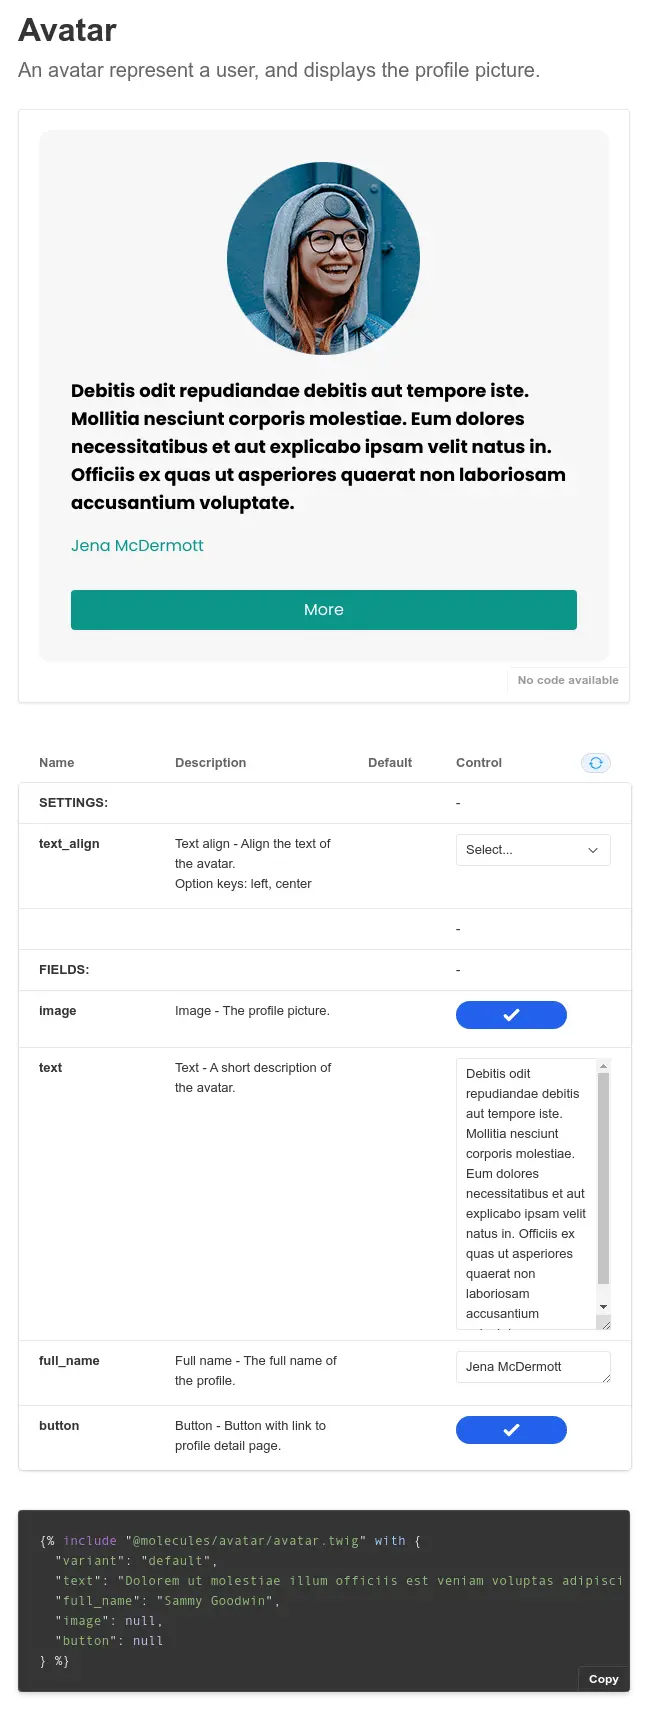 Avatar
An avatar represent a user, and displays the profile picture.
Debitis odit repudiandae debitis aut tempore iste.
Mollitia nesciunt corporis molestiae. Eum dolores
necessitatibus et aut explicabo ipsam velit natus in.
Officiis ex quas ut asperiores quaerat non laboriosam
accusantium voluptate.
Jena McDermott
More
No code available
Name Description Default Control
SETTINGS: -
text_align Text align - Align the text of Select...
the avatar.
Option keys: left, center
-
FIELDS: -
image Image - The profile picture.
text Text - A short description of
the avatar.
Debitis odit
repudiandae debitis
aut tempore iste.
Mollitia nesciunt
corporis molestiae.
Eum dolores
necessitatibus et aut
explicabo ipsam velit
natus in. Officiis ex
quas ut asperiores
quaerat non
laboriosam
accusantium
full_name Full name - The full name of Jena McDermott
the profile.
button Button - Button with link to
profile detail page.
{% include "@molecules/avatar/avatar.twig" with {
"variant": "default",
"text": "Dolorem ut molestiae illum officiis est veniam voluptas adipisci
"full_name": "Sammy Goodwin",
"image": null,
"button": null
} %}
Copy